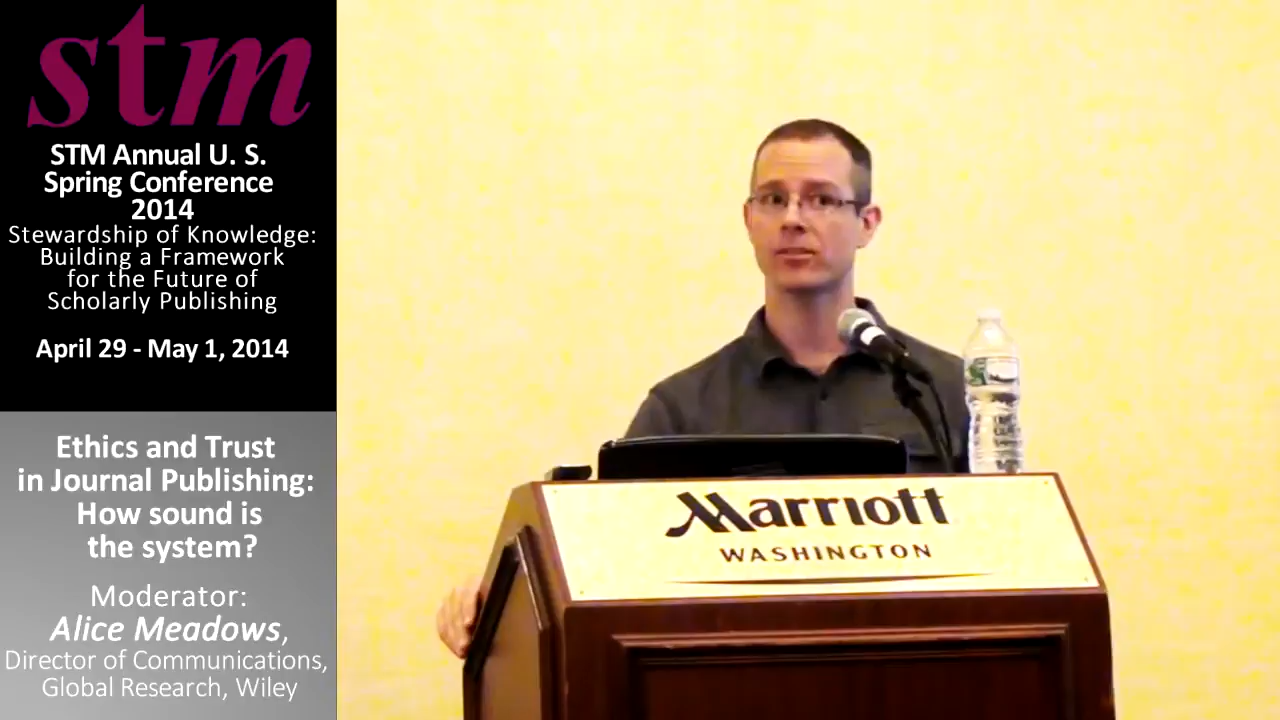 stm
STM Annual U. S.
Spring Conference
2014
Stewardship of Knowledge:
Building a Framework
for the Future of
Scholarly Publishing
April 29 - May 1, 2014
Ethics and Trust
in Journal Publishing:
How sound is
the system?
Moderator:
Alice Meadows,
Director of Communications,
Global Research, Wiley
Marriott
WASHINGTON